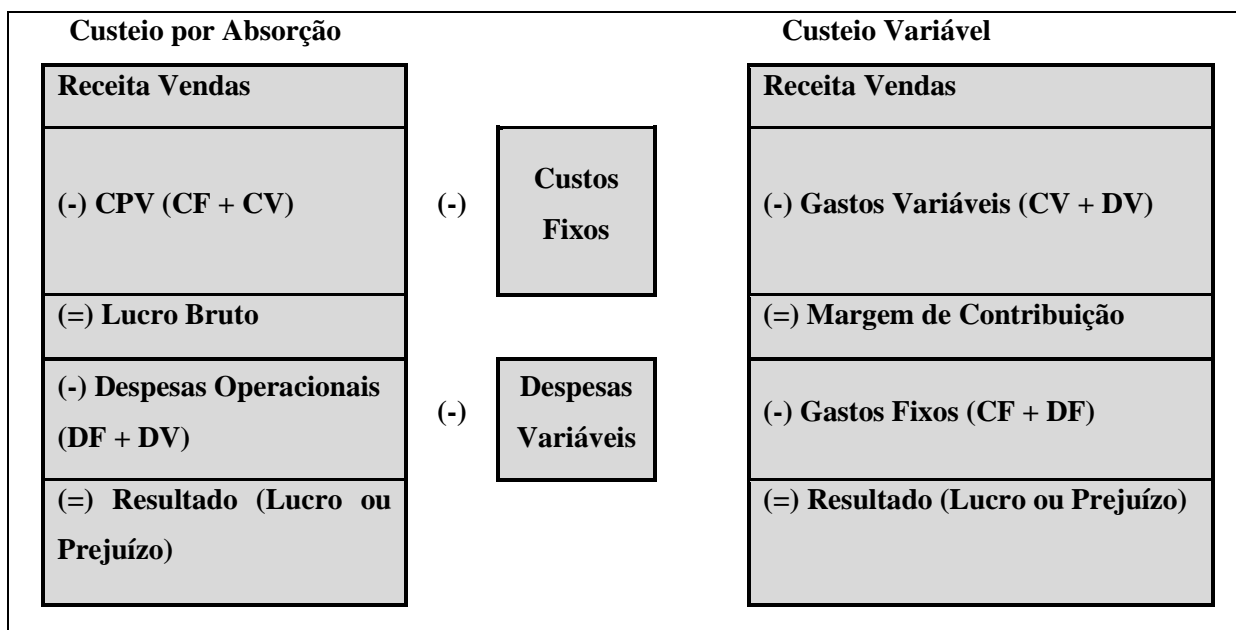 Custeio por Absorção
Custeio Variável
Receita Vendas
(-) CPV (CF + CV)
(=) Lucro Bruto
(-) Despesas Operacionais
(DF + DV)
(=) Resultado (Lucro ou
Prejuízo)
(-)
Custos
Fixos
(-)
Despesas
Variáveis
Receita Vendas
(-) Gastos Variáveis (CV + DV)
(=) Margem de Contribuição
(-) Gastos Fixos (CF + DF)
(=) Resultado (Lucro ou Prejuízo)